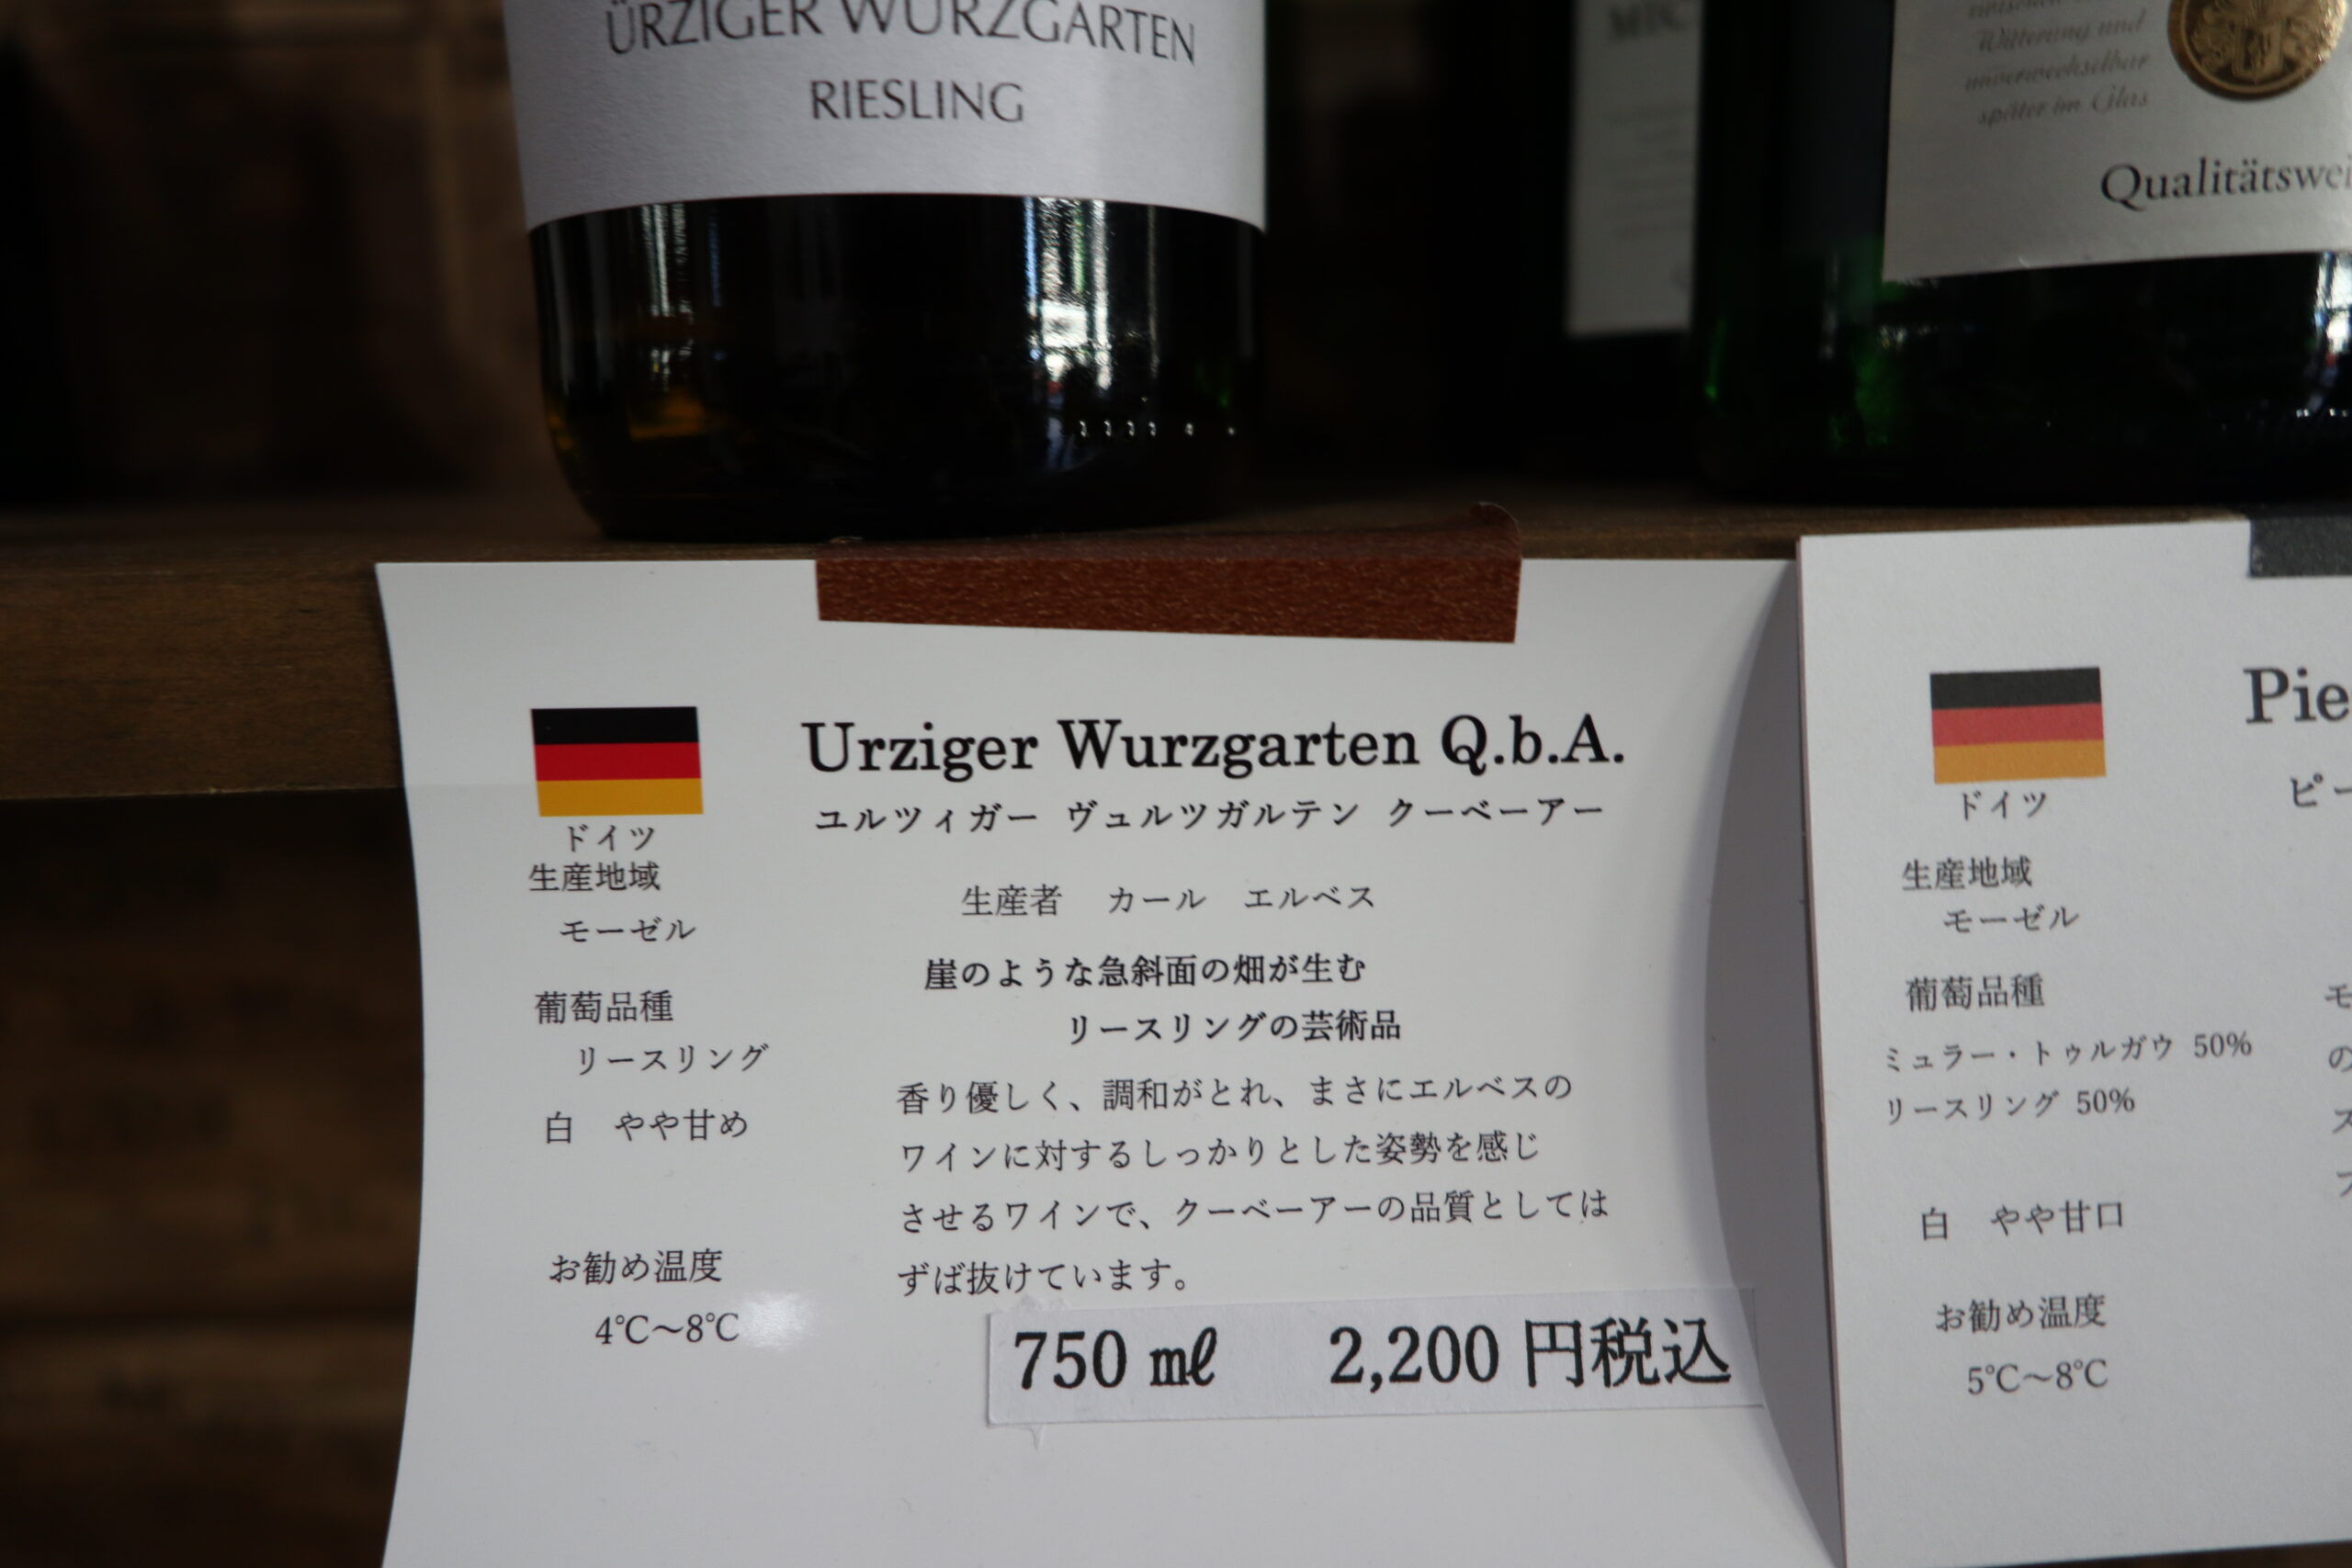 ÜRZIGER WÜRZGARTEN
RIESLING
MIC
Witterung und
unverwechselbar
später im Glas
Qualitätswei
ドイツ
生産地域
モーゼル
葡萄品種
リースリング
白 やや甘め
お勧め温度
4℃〜8℃
Urziger Wurzgarten Q.b.A.
ユルツィガー ヴュルツガルテン クーベーアー
生産者 カール エルベス
崖のような急斜面の畑が生む
リースリングの芸術品
香り優しく、調和がとれ、まさにエルベスの
ワインに対するしっかりとした姿勢を感じ
させるワインで、クーベーアーの品質としては
ずば抜けています。
750 ㎖ 2,200 円税込
ドイツ
生産地域
モーゼル
葡萄品種
ミュラー・トゥルガウ 50%
リースリング 50%
白 やや甘口
お勧め温度
5℃〜8℃
Pie
ピー
モ
の
ス